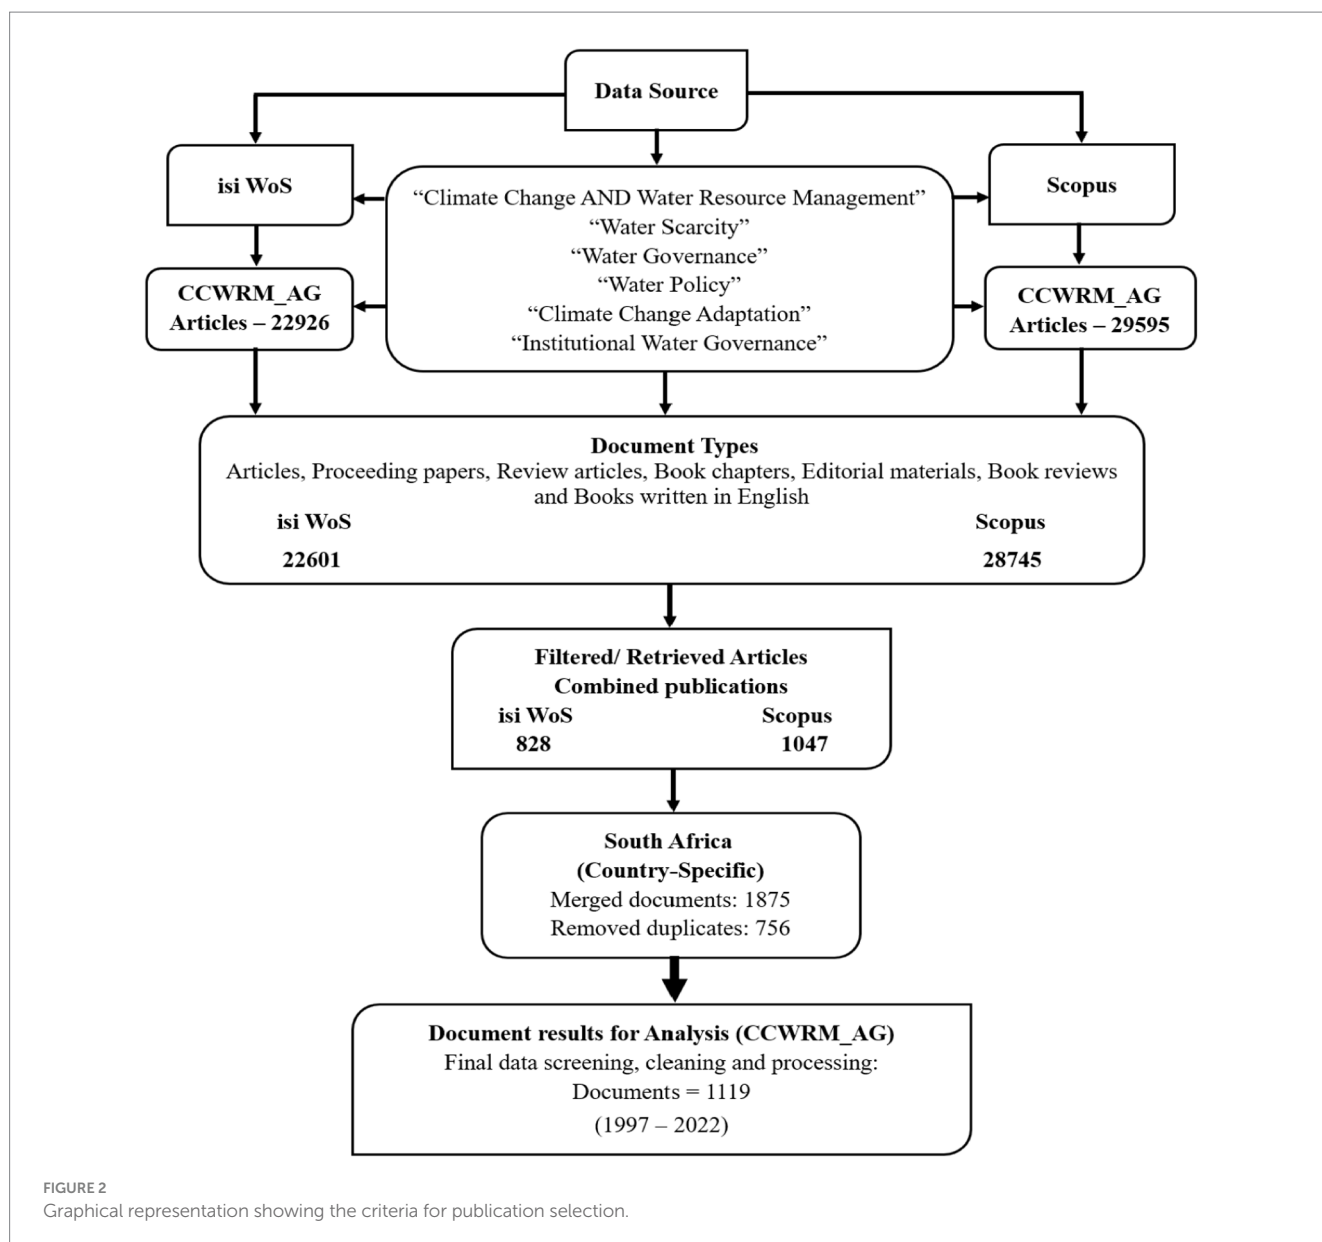 Data Source
isi WoS
"Climate Change AND Water Resource Management"
"Water Scarcity"
"Water Governance"
"Water Policy"
"Climate Change Adaptation"
"Institutional Water Governance"
Scopus
CCWRM_AG
Articles – 22926
CCWRM_AG
Articles – 29595
Document Types
Articles, Proceeding papers, Review articles, Book chapters, Editorial materials, Book reviews
and Books written in English
isi WoS
Scopus
22601
28745
Filtered/ Retrieved Articles
Combined publications
isi WoS
Scopus
828
1047
South Africa
(Country-Specific)
Merged documents: 1875
Removed duplicates: 756
Document results for Analysis (CCWRM_AG)
Final data screening, cleaning and processing:
Documents = 1119
(1997 – 2022)
FIGURE 2
Graphical representation showing the criteria for publication selection.